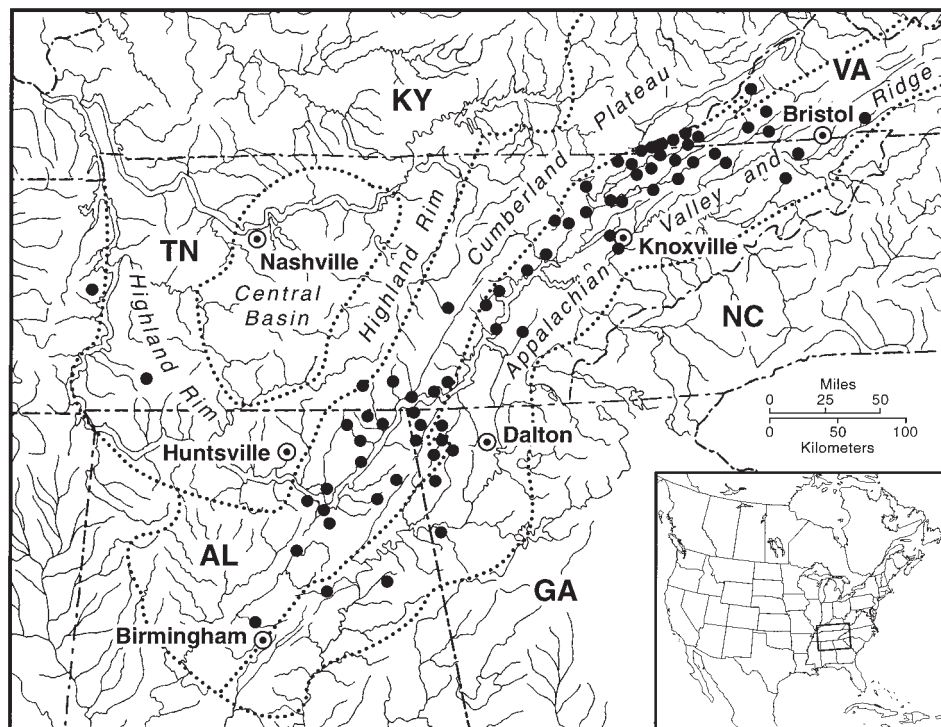 KY
VA
Bristol
Cumberland Plateau
Appalachian Valley and Ridge
TN
Nashville
Central
Basin
Highland Rim
Highland Rim
Knoxville
NC
Miles
0 25 50
0 100
Kilometers
Huntsville
Dalton
AL
GA
Birmingham